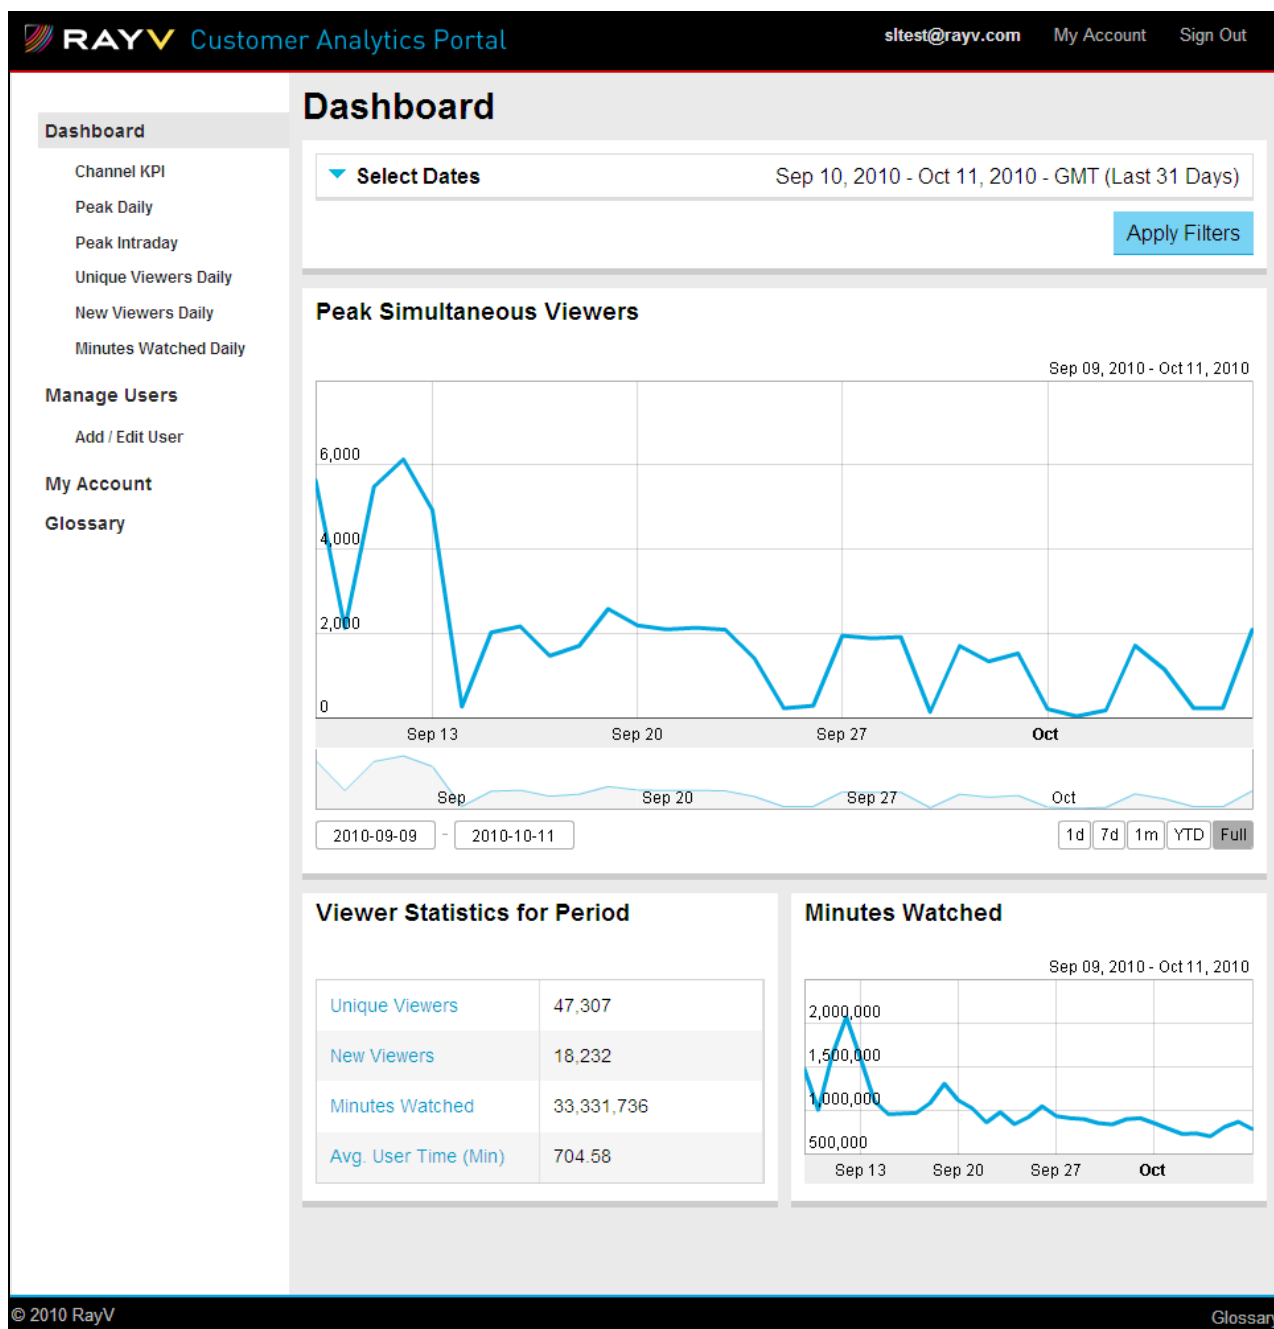 RAYV Customer Analytics Portal
sltest@rayv.com My Account Sign Out
Dashboard
Channel KPI
Peak Daily
Peak Intraday
Unique Viewers Daily
New Viewers Daily
Minutes Watched Daily
Manage Users
Add / Edit User
My Account
Glossary
Dashboard
Select Dates Sep 10, 2010 - Oct 11, 2010 - GMT (Last 31 Days)
Apply Filters
Peak Simultaneous Viewers
Sep 09, 2010 - Oct 11, 2010
6,000
4,000
2,000
0
Sep 13 Sep 20 Sep 27 Oct
Sep Sep 20 Sep 27 Oct
2010-09-09 - 2010-10-11 1d 7d 1m YTD Full
Viewer Statistics for Period
Unique Viewers 47,307
New Viewers 18,232
Minutes Watched 33,331,736
Avg. User Time (Min) 704.58
Minutes Watched
Sep 09, 2010 - Oct 11, 2010
2,000,000
1,500,000
1,000,000
500,000
Sep 13 Sep 20 Sep 27 Oct
© 2010 RayV Glossary